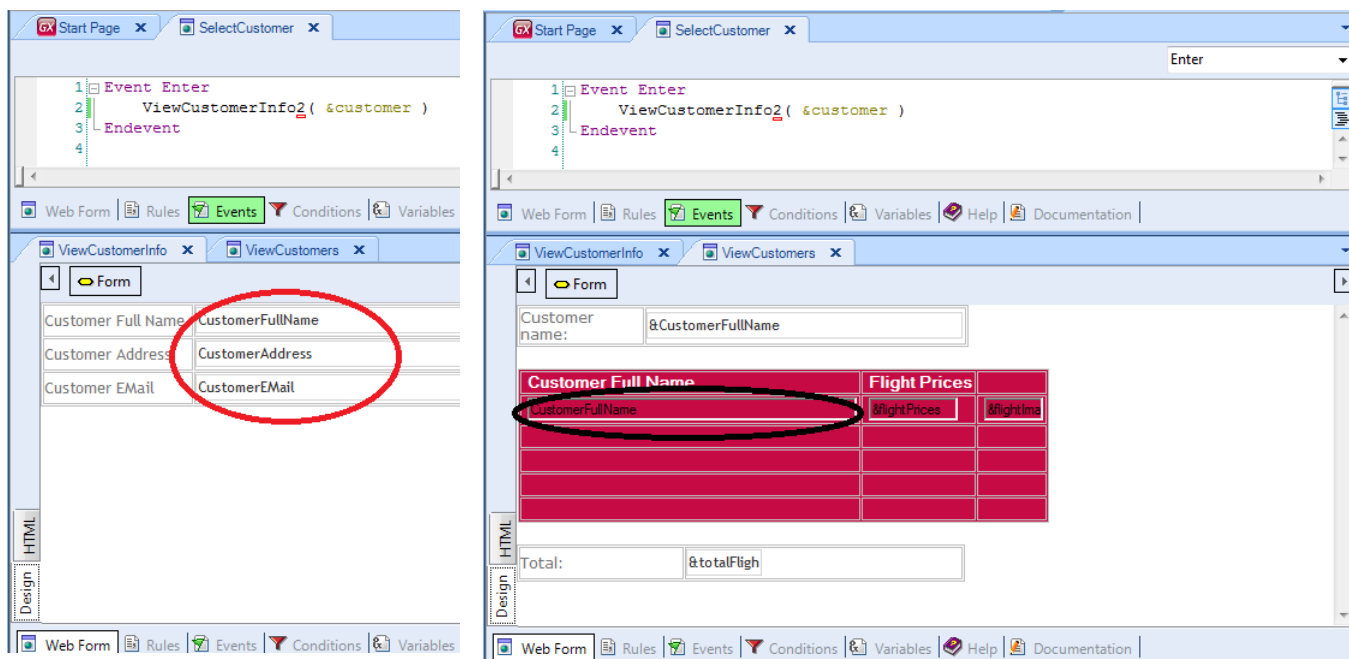 GX Start Page X SelectCustomer X
1 Event Enter
2 ViewCustomerInfo2( &customer )
3 Endevent
4
Web Form Rules Events Conditions Variables
ViewCustomerInfo X ViewCustomers X
Form
Customer Full Name CustomerFullName
Customer Address CustomerAddress
Customer EMail CustomerEMail
HTML
Design
Web Form Rules Events Conditions Variables
GX Start Page X SelectCustomer X
Enter
1 Event Enter
2 ViewCustomerInfo2( &customer )
3 Endevent
4
Web Form Rules Events Conditions Variables Help Documentation
ViewCustomerInfo X ViewCustomers X
Form
Customer
name: &CustomerFullName
Customer Full Name Flight Prices
CustomerFullName &flightPrices &flightIma
Total: &totalFligh
HTML
Design
Web Form Rules Events Conditions Variables Help Documentation